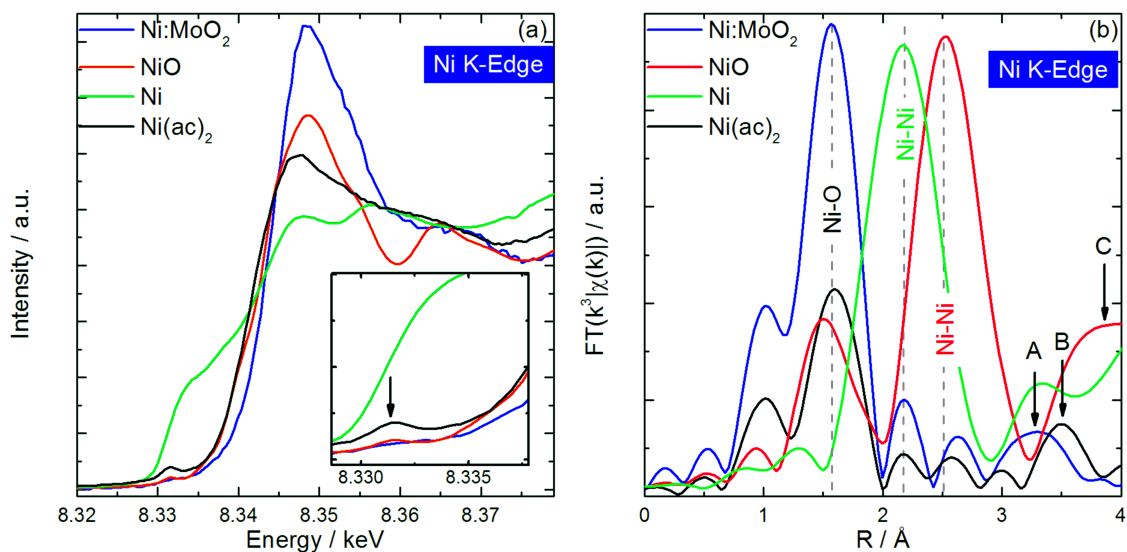 (a)
Ni K-Edge
Ni:MoO₂
NiO
Ni
Ni(ac)₂
Intensity / a.u.
8.330
8.335
8.32
8.33
8.34
8.35
8.36
8.37
Energy / keV
(b)
Ni K-Edge
Ni:MoO₂
NiO
Ni
Ni(ac)₂
FT(k³|χ(k)|) / a.u.
Ni-O
Ni-Ni
Ni-Ni
A
B
C
0
1
2
3
4
R / Å